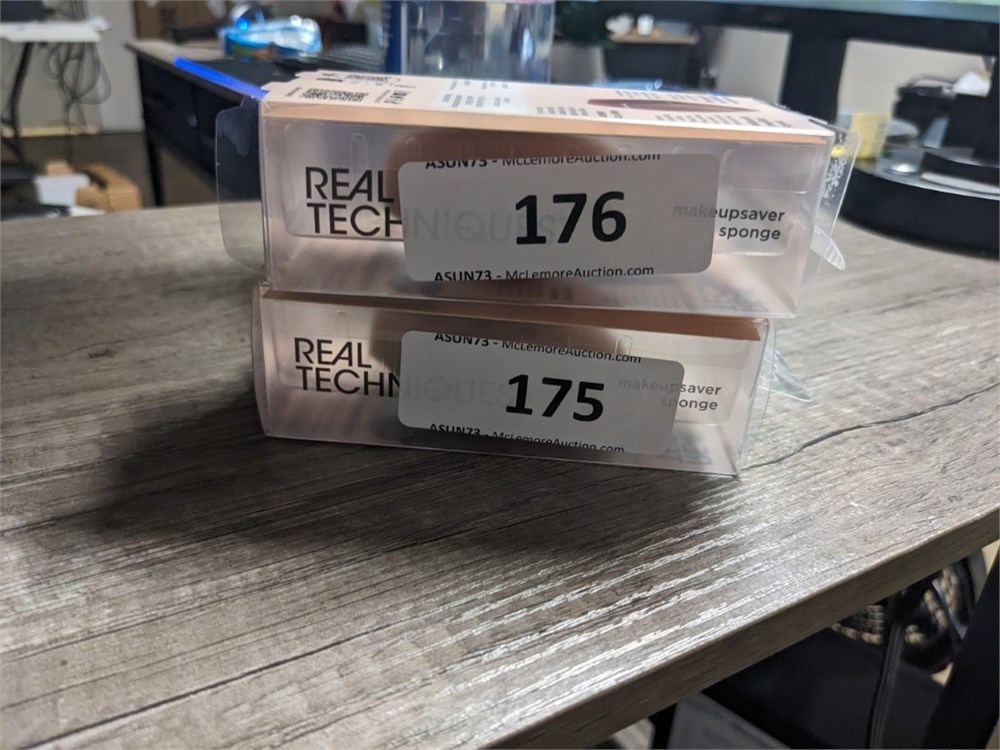 REAL
TECHNIQUES
ASUN73 - McLemoreAuction.com
176
ASUN73 - McLemoreAuction.com
makeupsaver
sponge
REAL
TECHNIQUES
ASUN73 - McLemoreAuction.com
175
ASUN73 - McLemoreAuction.com
makeupsaver
sponge